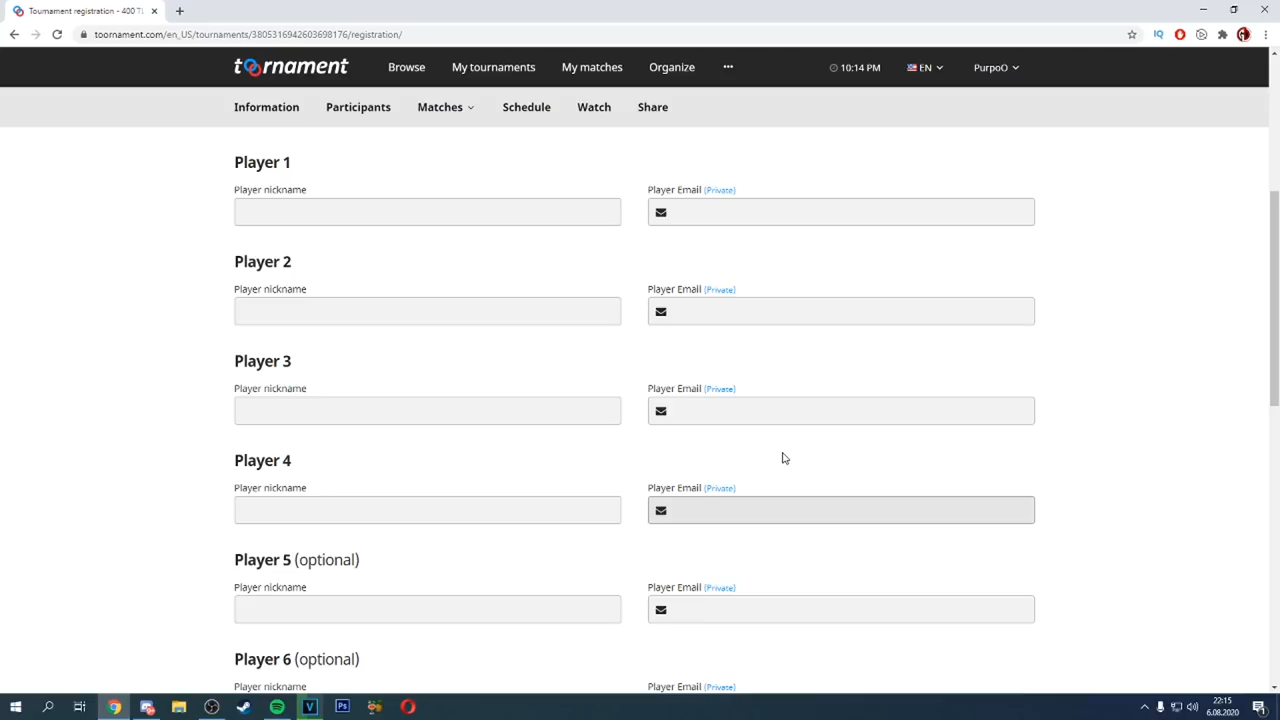 Tournament registration - 400 TL
toornament.com/en_US/tournaments/3805316942603698176/registration/
toornament
Browse
My tournaments
My matches
Organize
10:14 PM
EN
PurpoO
Information
Participants
Matches
Schedule
Watch
Share
Player 1
Player nickname
Player Email (Private)
Player 2
Player nickname
Player Email (Private)
Player 3
Player nickname
Player Email (Private)
Player 4
Player nickname
Player Email (Private)
Player 5 (optional)
Player nickname
Player Email (Private)
Player 6 (optional)
Player nickname
Player Email (Private)
22:15
6.08.2020